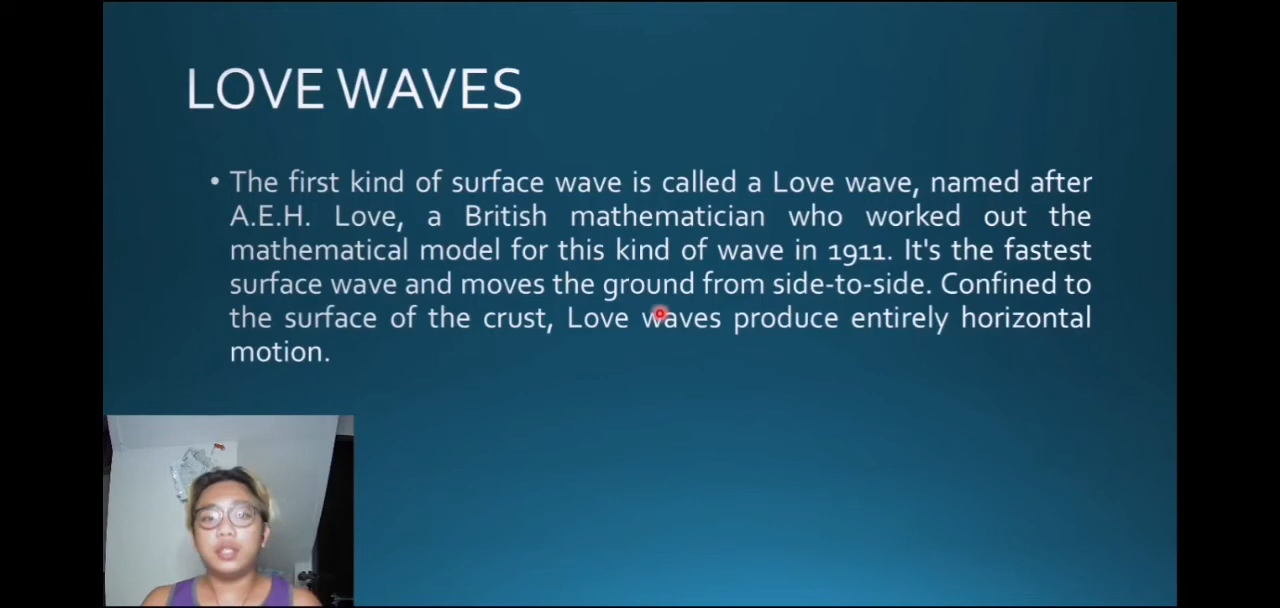 LOVE WAVES
• The first kind of surface wave is called a Love wave, named after
A.E.H. Love, a British mathematician who worked out the
mathematical model for this kind of wave in 1911. It's the fastest
surface wave and moves the ground from side-to-side. Confined to
the surface of the crust, Love waves produce entirely horizontal
motion.